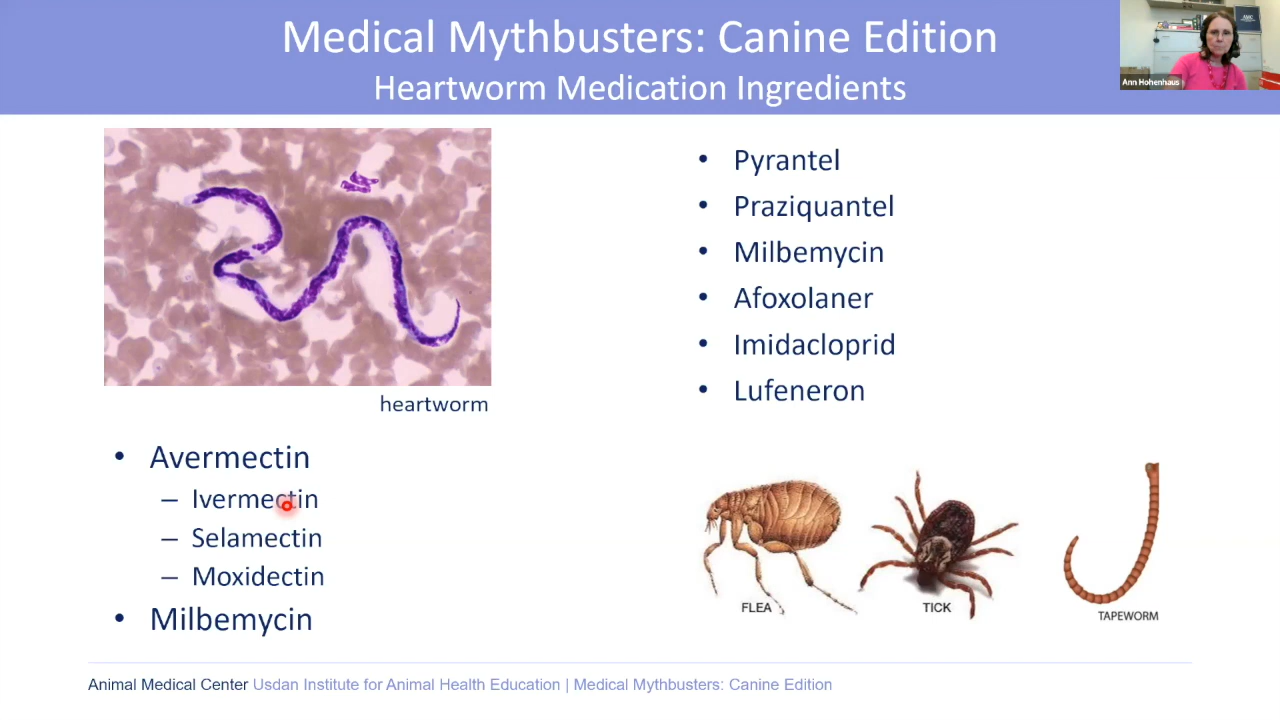 Medical Mythbusters: Canine Edition
Heartworm Medication Ingredients
Ann Hohenhaus
heartworm
• Avermectin
– Ivermectin
– Selamectin
– Moxidectin
• Milbemycin
• Pyrantel
• Praziquantel
• Milbemycin
• Afoxolaner
• Imidacloprid
• Lufeneron
FLEA
TICK
TAPEWORM
Animal Medical Center Usdan Institute for Animal Health Education | Medical Mythbusters: Canine Edition